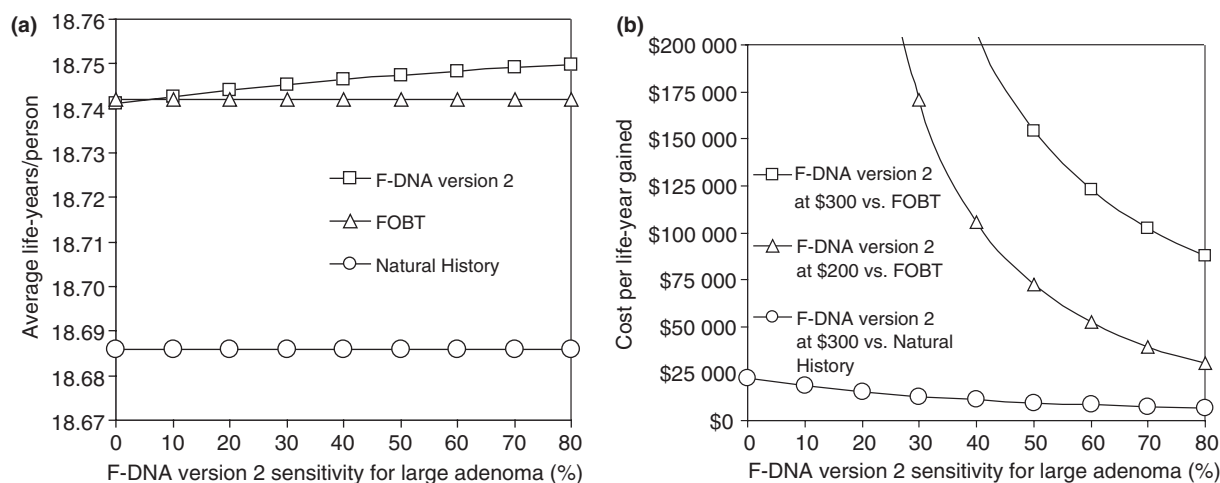 (a)
Average life-years/person
18.76
18.75
18.74
18.73
18.72
18.71
18.70
18.69
18.68
18.67
F-DNA version 2
FOBT
Natural History
0 10 20 30 40 50 60 70 80
F-DNA version 2 sensitivity for large adenoma (%)
(b)
Cost per life-year gained
$200 000
$175 000
$150 000
$125 000
$100 000
$75 000
$50 000
$25 000
$0
F-DNA version 2
at $300 vs. FOBT
F-DNA version 2
at $200 vs. FOBT
F-DNA version 2
at $300 vs. Natural
History
0 10 20 30 40 50 60 70 80
F-DNA version 2 sensitivity for large adenoma (%)